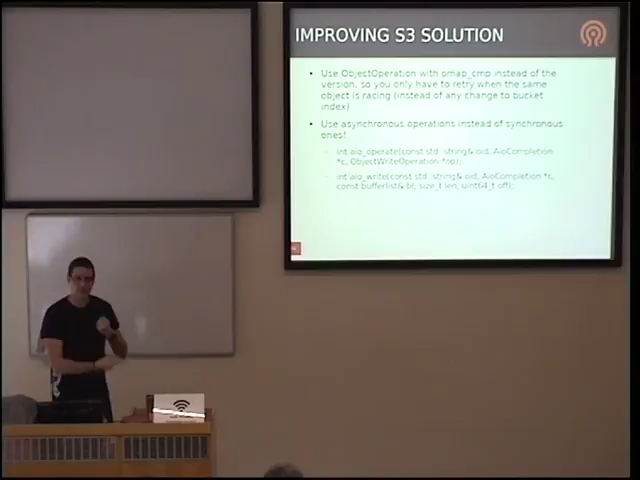 IMPROVING S3 SOLUTION
• Use ObjectOperation with omap_cmp instead of the
version, so you only have to retry when the same
object is racing (instead of any change to bucket
index)
• Use asynchronous operations instead of synchronous
ones!
int aio_operate(const std::string& oid, AioCompletion
*c, ObjectWriteOperation *op);
int aio_write(const std::string& oid, AioCompletion *c,
const bufferlist& bl, size_t len, uint64_t off);